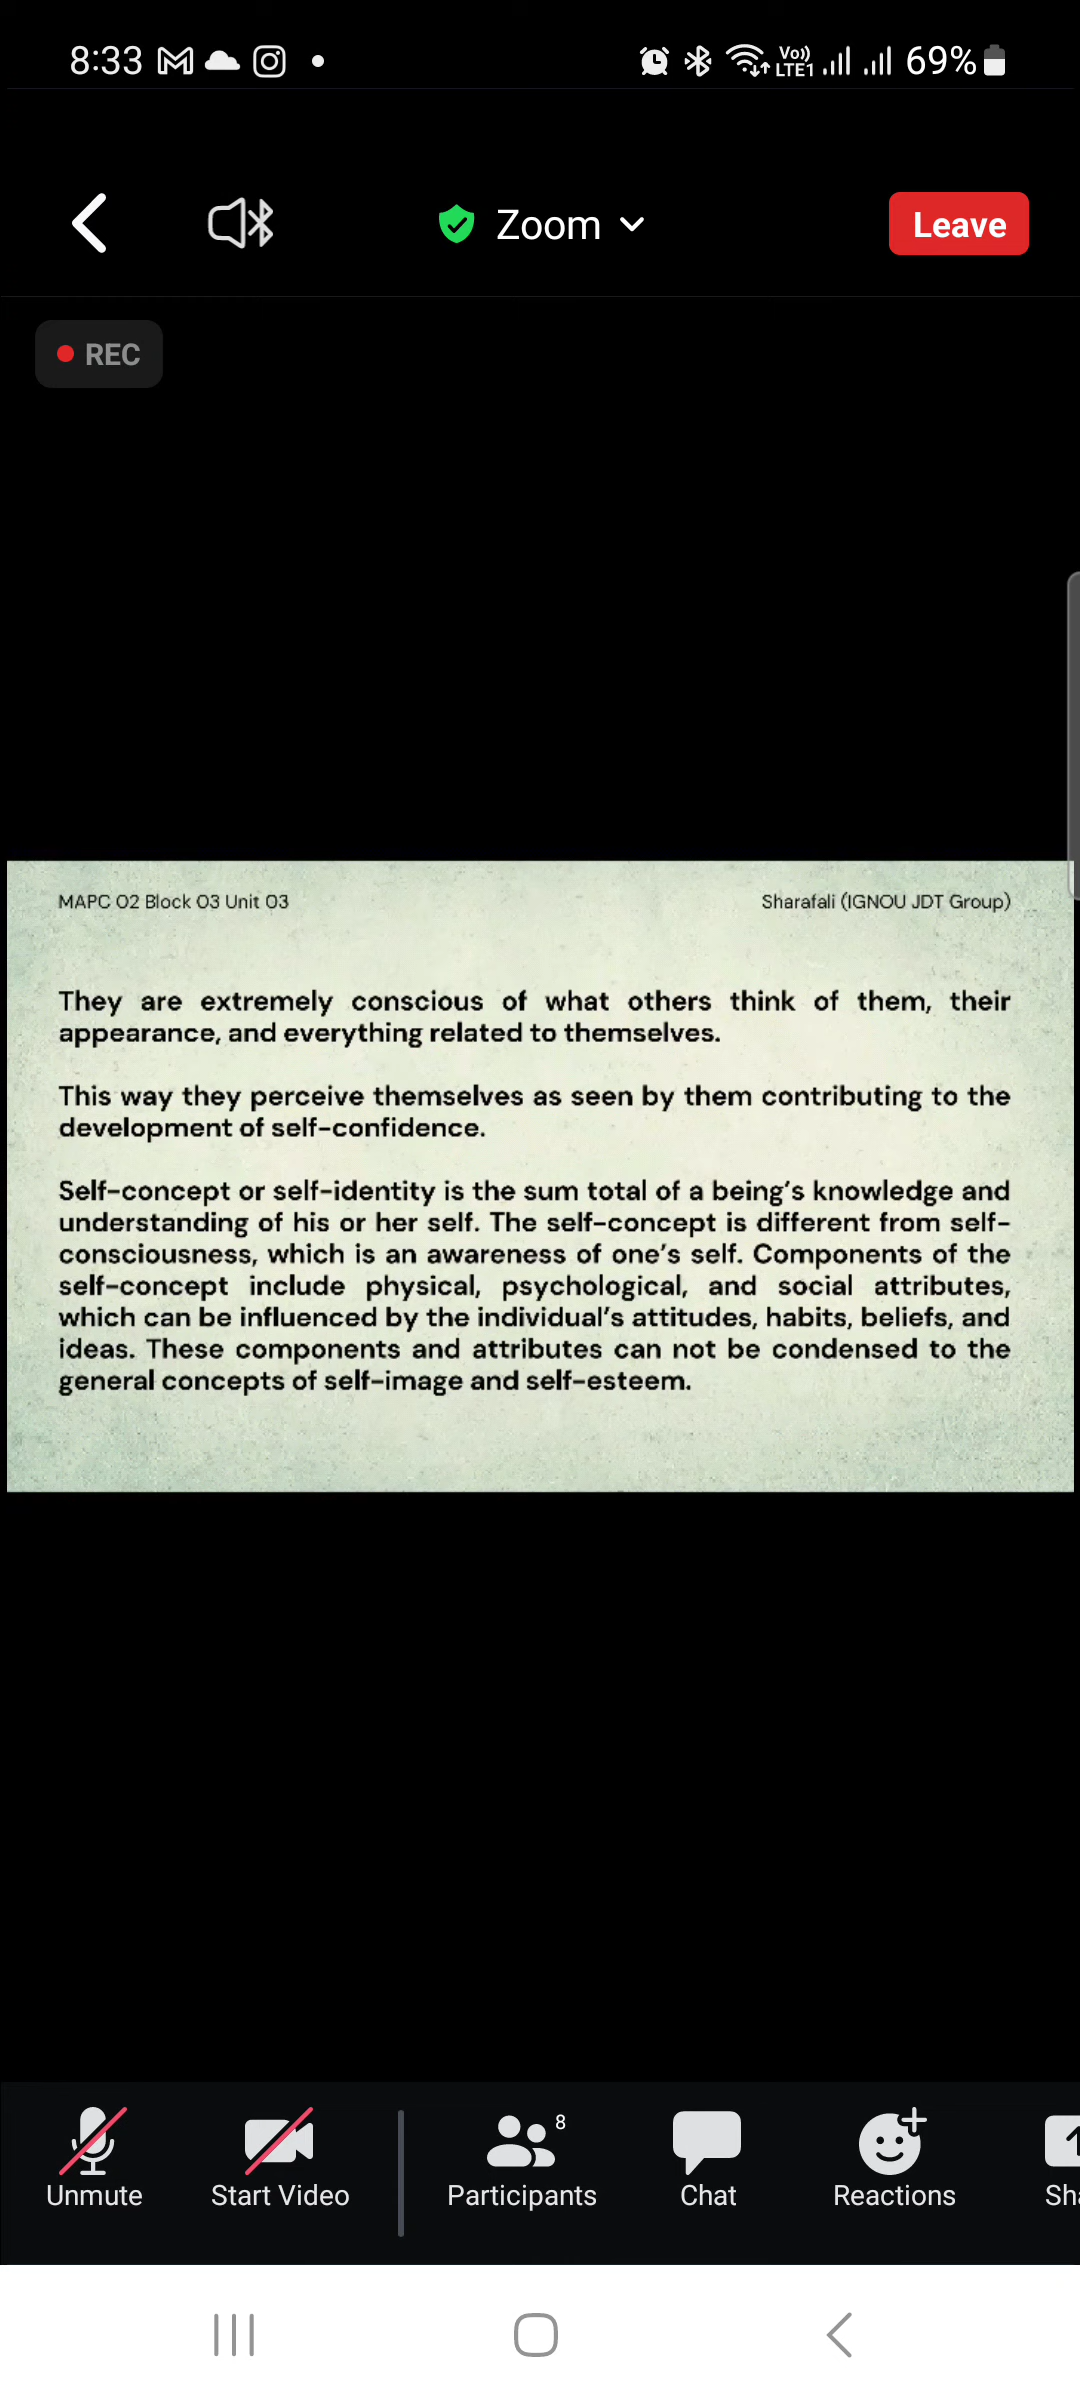 8:33
Vo)) LTE1 69%
Zoom
Leave
REC
MAPC 02 Block 03 Unit 03
Sharafali (IGNOU JDT Group)
They are extremely conscious of what others think of them, their
appearance, and everything related to themselves.
This way they perceive themselves as seen by them contributing to the
development of self-confidence.
Self-concept or self-identity is the sum total of a being's knowledge and
understanding of his or her self. The self-concept is different from self-
consciousness, which is an awareness of one's self. Components of the
self-concept include physical, psychological, and social attributes,
which can be influenced by the individual's attitudes, habits, beliefs, and
ideas. These components and attributes can not be condensed to the
general concepts of self-image and self-esteem.
8
Unmute
Start Video
Participants
Chat
Reactions
Sha